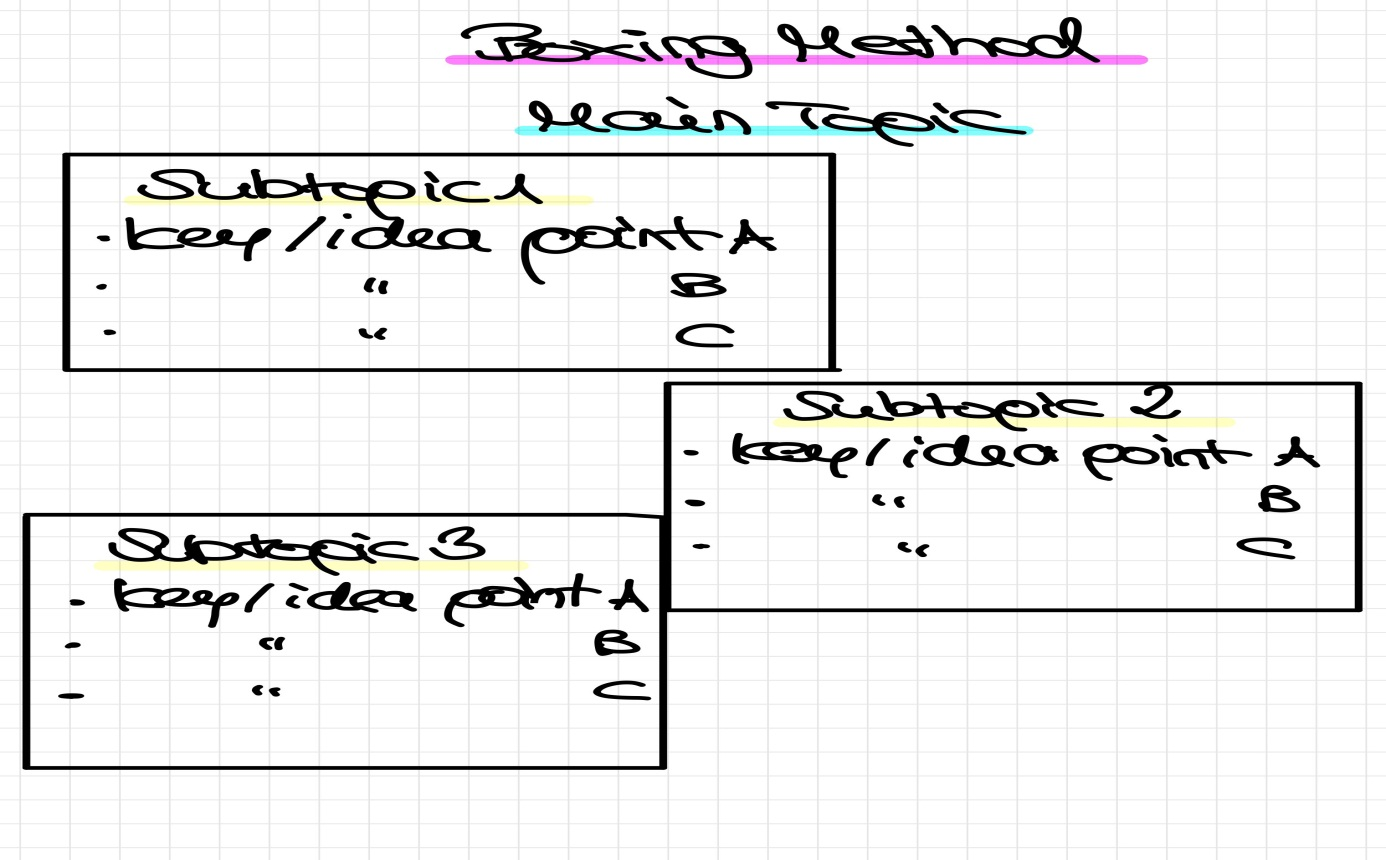 Boxing Method
Main Topic
Subtopic 1
- key/idea point A
- " B
- " C
Subtopic 2
- key/idea point A
- " B
- " C
Subtopic 3
- key/idea point A
- " B
- " C